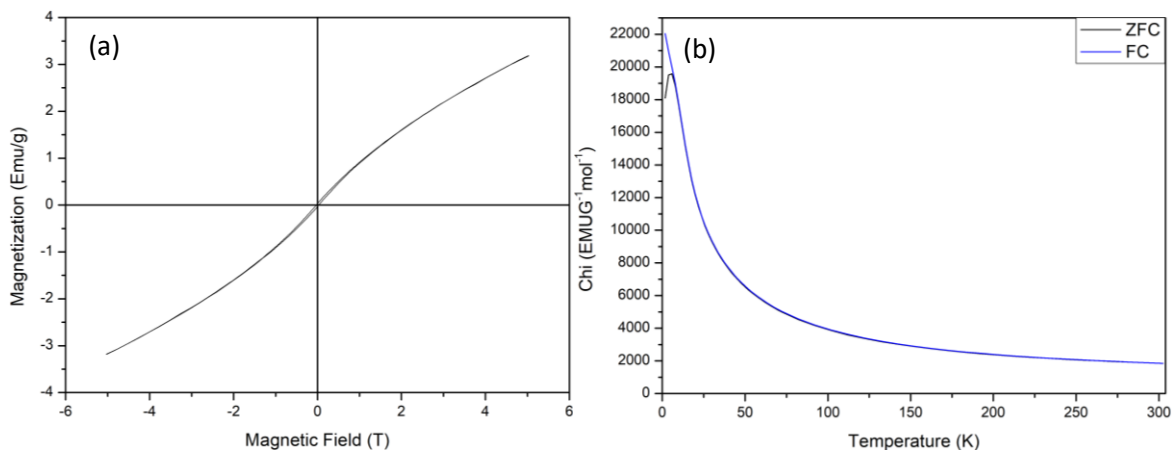 (a)
4
3
2
1
0
-1
-2
-3
-4
-6 -4 -2 0 2 4 6
Magnetization (Emu/g)
Magnetic Field (T)
(b)
ZFC
FC
22000
20000
18000
16000
14000
12000
10000
8000
6000
4000
2000
0
0 50 100 150 200 250 300
Chi (EMUG⁻¹mol⁻¹)
Temperature (K)